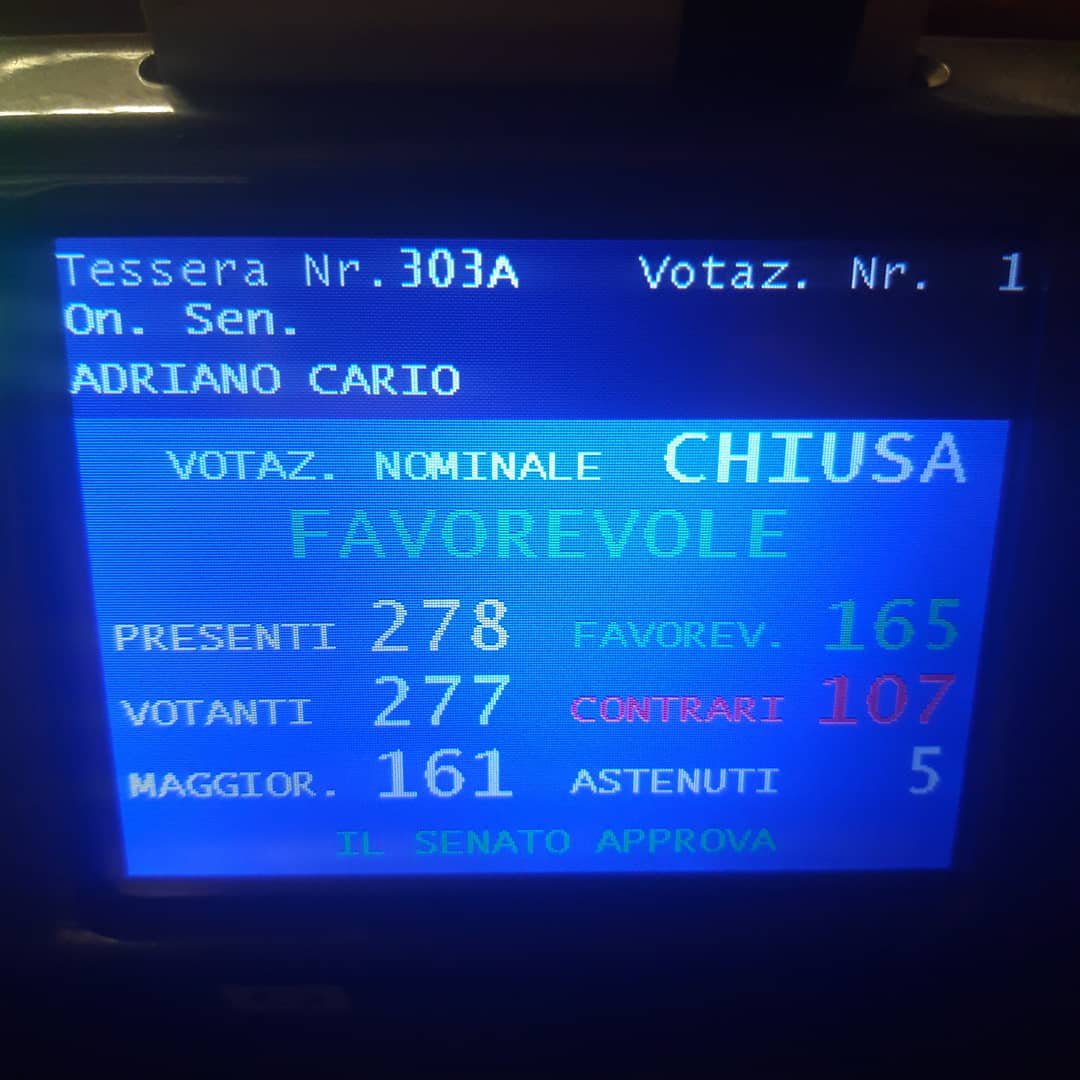 Tessera Nr.303A Votaz. Nr. 1
On. Sen.
ADRIANO CARIO
VOTAZ. NOMINALE CHIUSA
FAVOREVOLE
PRESENTI 278 FAVOREV. 165
VOTANTI 277 CONTRARI 107
MAGGIOR. 161 ASTENUTI 5
IL SENATO APPROVA